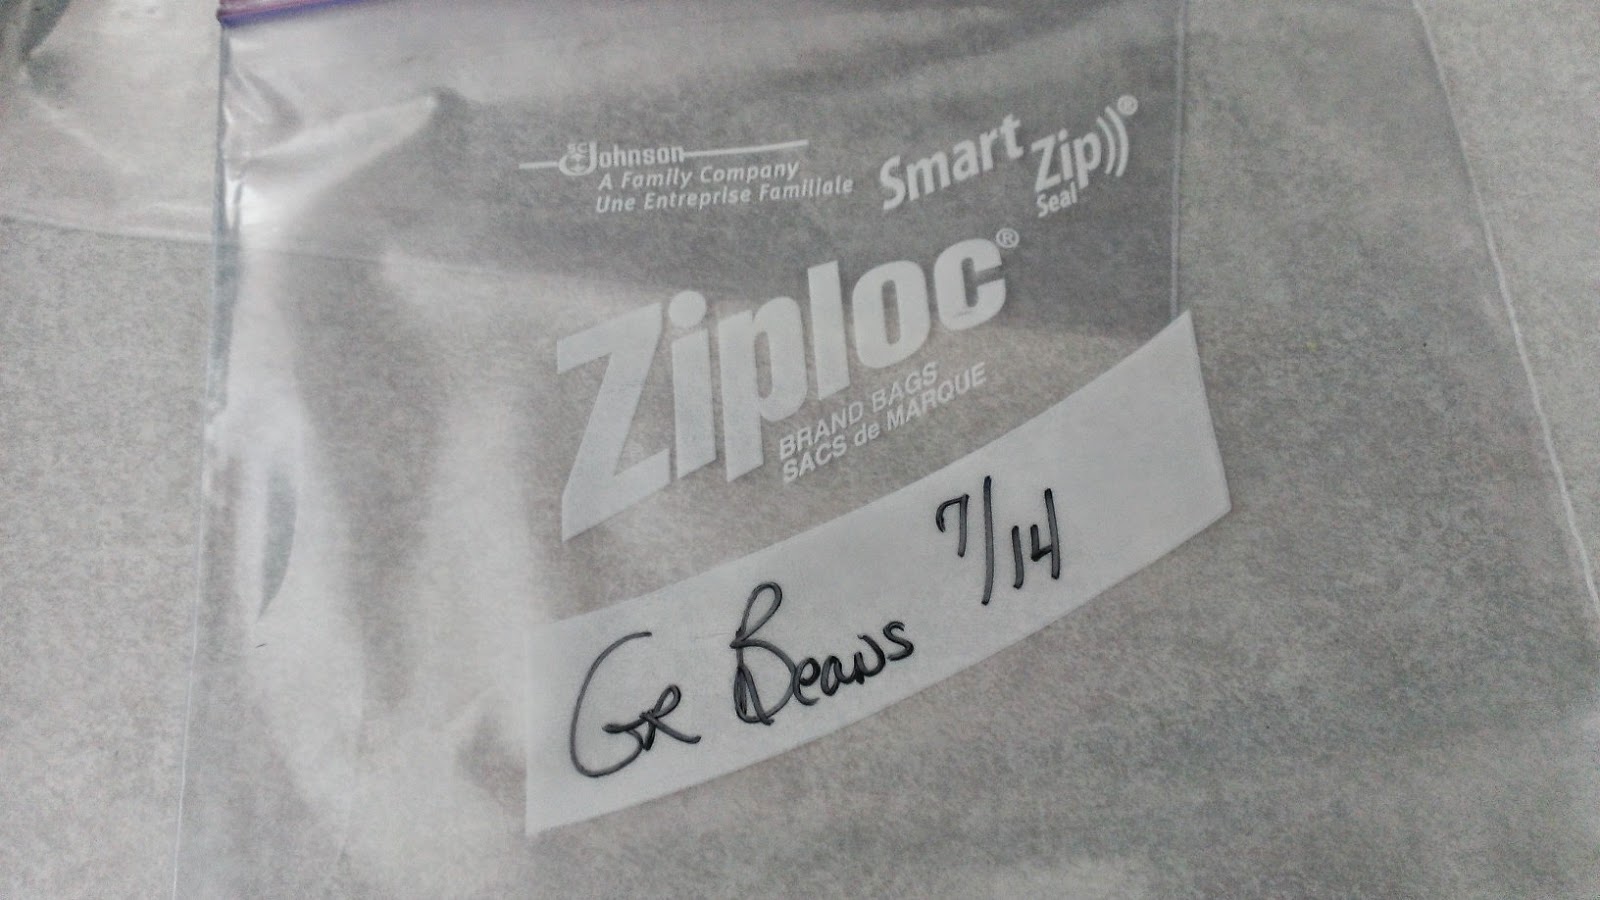 SC Johnson
A Family Company
Une Entreprise Familiale
Smart Zip®
Seal
Ziploc®
BRAND BAGS
SACS de MARQUE
Gr Beans 7/14